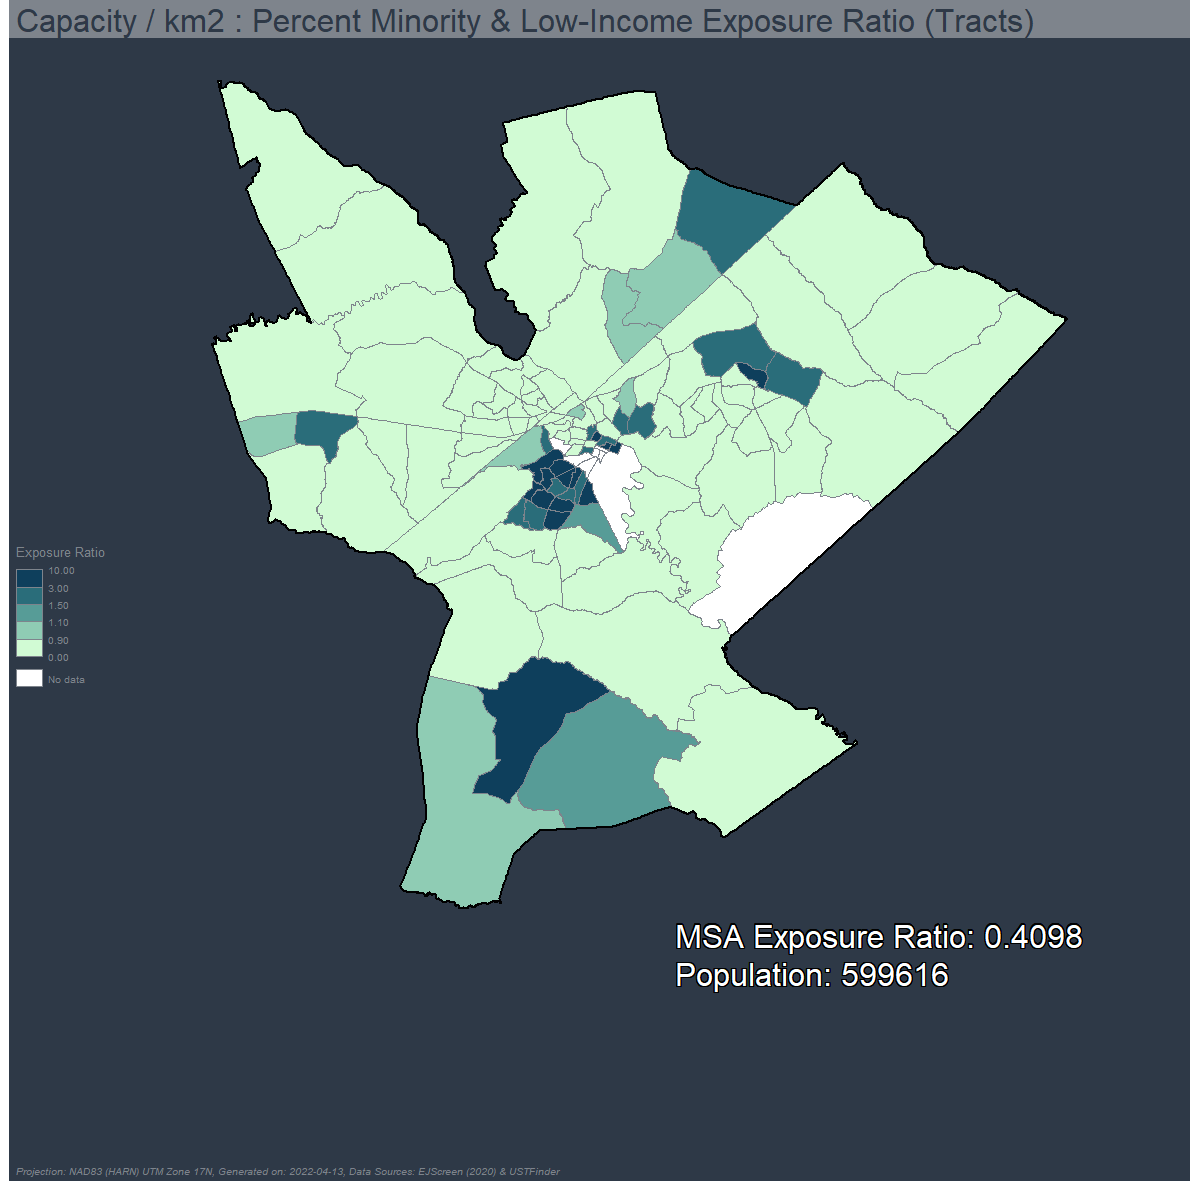 Capacity / km2 : Percent Minority & Low-Income Exposure Ratio (Tracts)
Exposure Ratio
10.00
3.00
1.50
1.10
0.90
0.00
No data
MSA Exposure Ratio: 0.4098
Population: 599616
Projection: NAD83 (HARN) UTM Zone 17N, Generated on: 2022-04-13, Data Sources: EJScreen (2020) & USTFinder